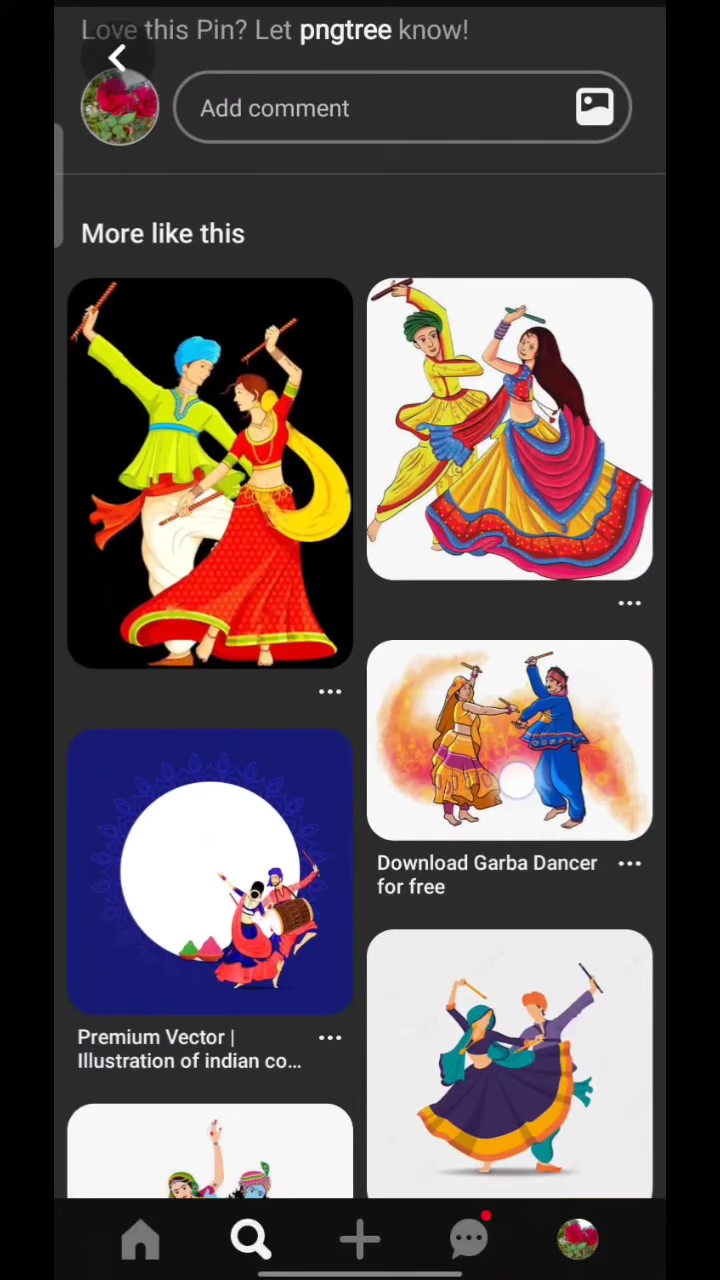 Love this Pin? Let pngtree know!
Add comment
More like this
Download Garba Dancer
for free
Premium Vector |
Illustration of indian co...